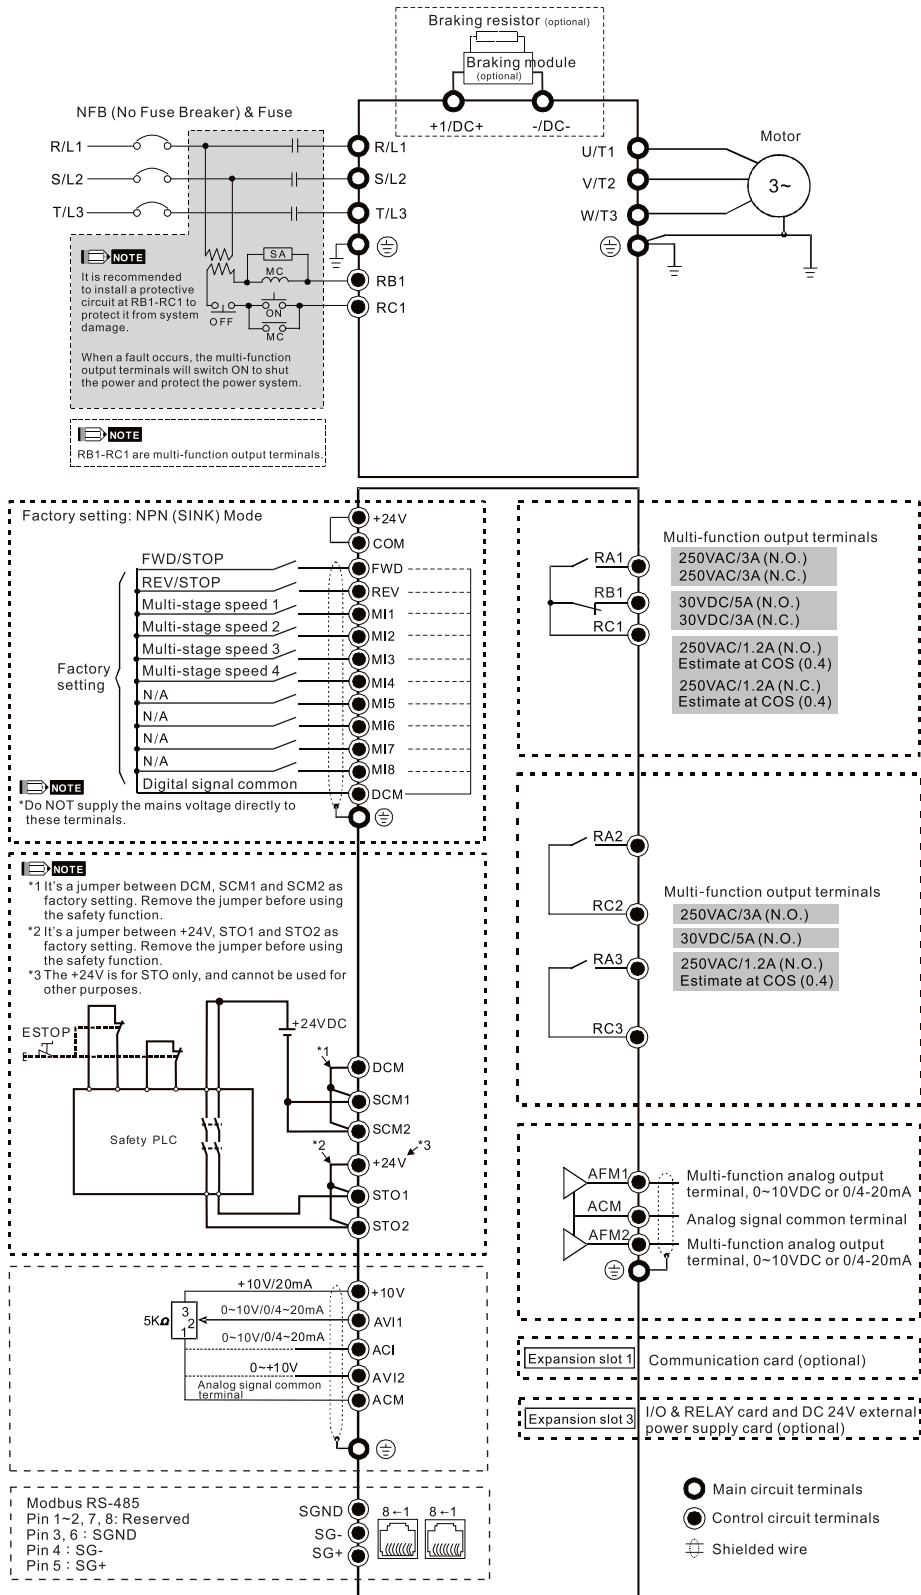 Braking resistor (optional)
Braking module
(optional)
NFB (No Fuse Breaker) & Fuse
+1/DC+
-/DC-
R/L1
R/L1
U/T1
Motor
S/L2
S/L2
V/T2
3~
T/L3
T/L3
W/T3
NOTE
It is recommended
to install a protective
circuit at RB1-RC1 to
protect it from system
damage.
SA
MC
RB1
RC1
OFF
ON
MC
When a fault occurs, the multi-function
output terminals will switch ON to shut
the power and protect the power system.
NOTE
RB1-RC1 are multi-function output terminals.
Factory setting: NPN (SINK) Mode
+24V
COM
FWD/STOP
FWD
REV/STOP
REV
Multi-stage speed 1
MI1
Multi-stage speed 2
MI2
Multi-stage speed 3
MI3
Multi-stage speed 4
MI4
Factory
setting
N/A
MI5
N/A
MI6
N/A
MI7
N/A
MI8
Digital signal common
DCM
NOTE
*Do NOT supply the mains voltage directly to
these terminals.
Multi-function output terminals
RA1
250VAC/3A (N.O.)
250VAC/3A (N.C.)
RB1
30VDC/5A (N.O.)
30VDC/3A (N.C.)
RC1
250VAC/1.2A (N.O.)
Estimate at COS (0.4)
250VAC/1.2A (N.C.)
Estimate at COS (0.4)
RA2
RC2
Multi-function output terminals
250VAC/3A (N.O.)
30VDC/5A (N.O.)
RA3
250VAC/1.2A (N.O.)
Estimate at COS (0.4)
RC3
NOTE
*1 It's a jumper between DCM, SCM1 and SCM2 as
factory setting. Remove the jumper before using
the safety function.
*2 It's a jumper between +24V, STO1 and STO2 as
factory setting. Remove the jumper before using
the safety function.
*3 The +24V is for STO only, and cannot be used for
other purposes.
ESTOP
+24VDC
*1
DCM
SCM1
SCM2
Safety PLC
*2
*3
+24V
STO1
STO2
AFM1
Multi-function analog output
terminal, 0~10VDC or 0/4-20mA
ACM
Analog signal common terminal
AFM2
Multi-function analog output
terminal, 0~10VDC or 0/4-20mA
+10V/20mA
+10V
5KΩ
3
2
1
0~10V/0/4~20mA
AVI1
0~10V/0/4~20mA
ACI
0~+10V
AVI2
Analog signal common
terminal
ACM
Expansion slot 1
Communication card (optional)
Expansion slot 3
I/O & RELAY card and DC 24V external
power supply card (optional)
Modbus RS-485
Pin 1~2, 7, 8: Reserved
Pin 3, 6 : SGND
Pin 4 : SG-
Pin 5 : SG+
SGND
SG-
SG+
8←1
8←1
Main circuit terminals
Control circuit terminals
Shielded wire